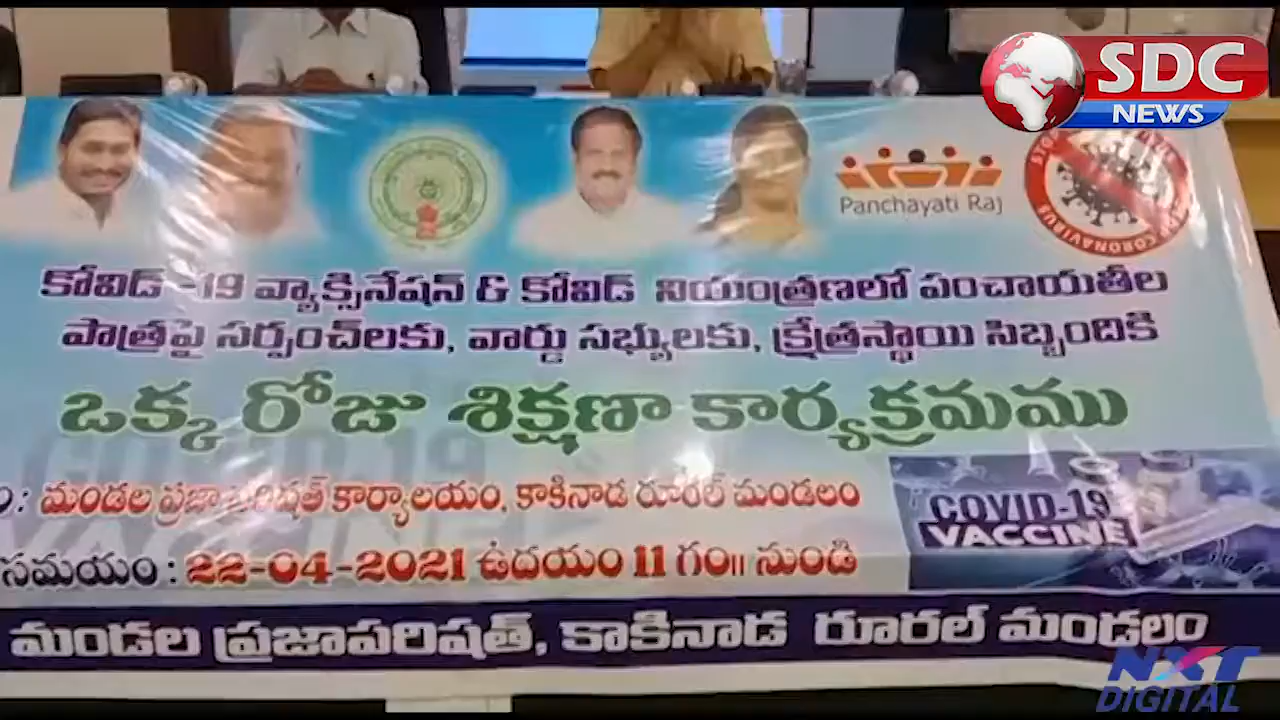 SDC
NEWS
Panchayati Raj
కోవిడ్ -19 వ్యాక్సినేషన్ & కోవిడ్ నియంత్రణలో పంచాయతీల
పాత్రపై సర్పంచ్‌లకు, వార్డు సభ్యులకు, క్షేత్రస్థాయి సిబ్బందికి
ఒక్క రోజు శిక్షణా కార్యక్రమము
మండల ప్రజాపరిషత్ కార్యాలయం, కాకినాడ రూరల్ మండలం
COVID-19
VACCINE
సమయం : 22-04-2021 ఉదయం 11 గం॥ నుండి
మండల ప్రజాపరిషత్, కాకినాడ రూరల్ మండలం
NXT
DIGITAL